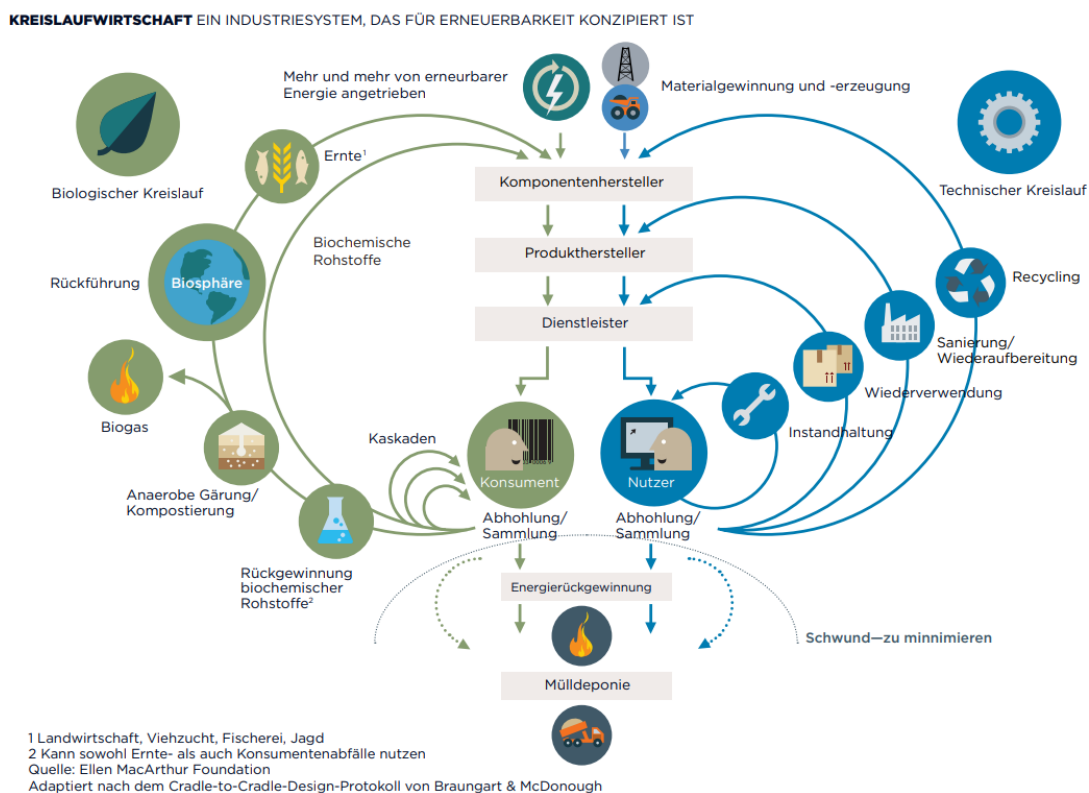 KREISLAUFWIRTSCHAFT EIN INDUSTRIESYSTEM, DAS FÜR ERNEUERBARKEIT KONZIPIERT IST
Mehr und mehr von erneurbarer
Energie angetrieben
Materialgewinnung und -erzeugung
Biologischer Kreislauf
Technischer Kreislauf
Ernte¹
Komponentenhersteller
Biochemische
Rohstoffe
Produkthersteller
Rückführung
Biosphäre
Recycling
Dienstleister
Sanierung/
Wiederaufbereitung
Wiederverwendung
Biogas
Kaskaden
Instandhaltung
Konsument
Nutzer
Anaerobe Gärung/
Kompostierung
Abhohlung/
Sammlung
Abhohlung/
Sammlung
Rückgewinnung
biochemischer
Rohstoffe²
Energierückgewinnung
Schwund—zu minnimieren
Mülldeponie
1 Landwirtschaft, Viehzucht, Fischerei, Jagd
2 Kann sowohl Ernte- als auch Konsumentenabfälle nutzen
Quelle: Ellen MacArthur Foundation
Adaptiert nach dem Cradle-to-Cradle-Design-Protokoll von Braungart & McDonough